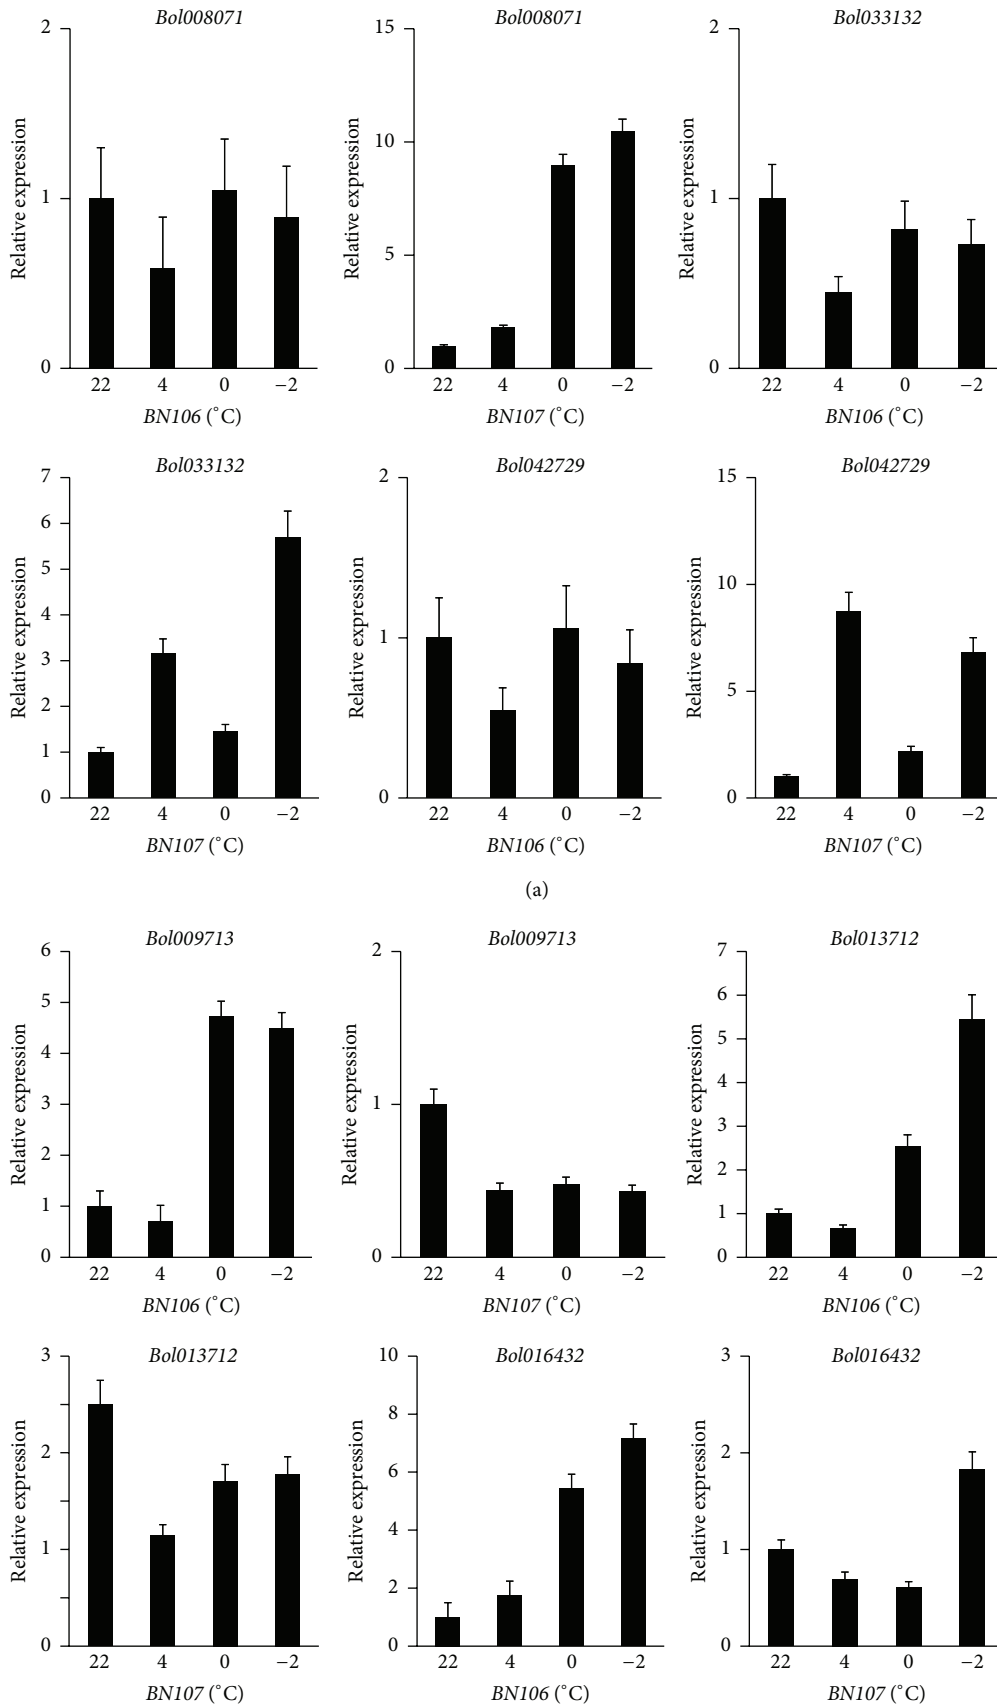 Bol008071
Relative expression
2
1
0
22 4 0 −2
BN106 (°C)
Bol008071
Relative expression
15
10
5
0
22 4 0 −2
BN107 (°C)
Bol033132
Relative expression
2
1
0
22 4 0 −2
BN106 (°C)
Bol033132
Relative expression
7
6
5
4
3
2
1
0
22 4 0 −2
BN107 (°C)
Bol042729
Relative expression
2
1
0
22 4 0 −2
BN106 (°C)
Bol042729
Relative expression
15
10
5
0
22 4 0 −2
BN107 (°C)
(a)
Bol009713
Relative expression
6
5
4
3
2
1
0
22 4 0 −2
BN106 (°C)
Bol009713
Relative expression
2
1
0
22 4 0 −2
BN107 (°C)
Bol013712
Relative expression
7
6
5
4
3
2
1
0
22 4 0 −2
BN106 (°C)
Bol013712
Relative expression
3
2
1
0
22 4 0 −2
BN107 (°C)
Bol016432
Relative expression
10
8
6
4
2
0
22 4 0 −2
BN106 (°C)
Bol016432
Relative expression
3
2
1
0
22 4 0 −2
BN107 (°C)